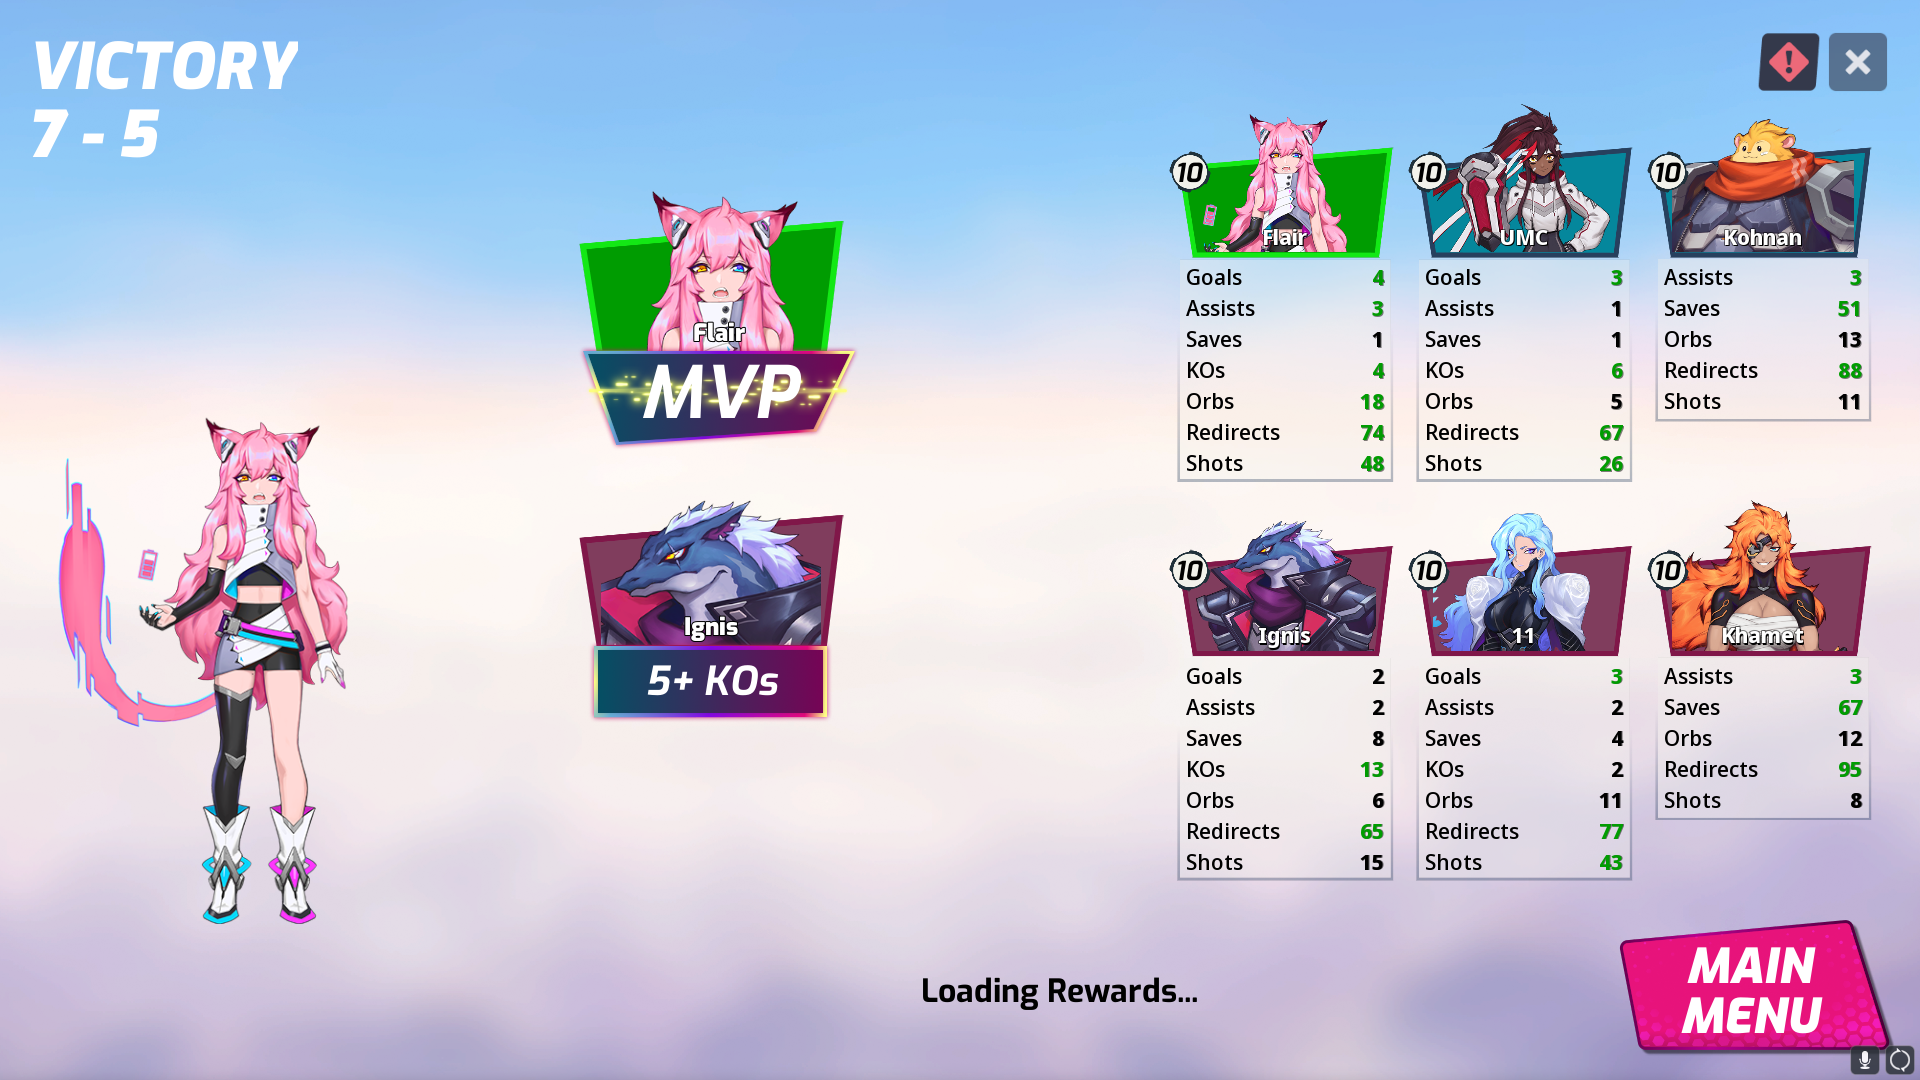 VICTORY
7 - 5
Flair
MVP
Ignis
5+ KOs
10
Flair
Goals 4
Assists 3
Saves 1
KOs 4
Orbs 18
Redirects 74
Shots 48
10
UMC
Goals 3
Assists 1
Saves 1
KOs 6
Orbs 5
Redirects 67
Shots 26
10
Kohnan
Assists 3
Saves 51
Orbs 13
Redirects 88
Shots 11
10
Ignis
Goals 2
Assists 2
Saves 8
KOs 13
Orbs 6
Redirects 65
Shots 15
10
11
Goals 3
Assists 2
Saves 4
KOs 2
Orbs 11
Redirects 77
Shots 43
10
Khamet
Assists 3
Saves 67
Orbs 12
Redirects 95
Shots 8
Loading Rewards...
MAIN
MENU